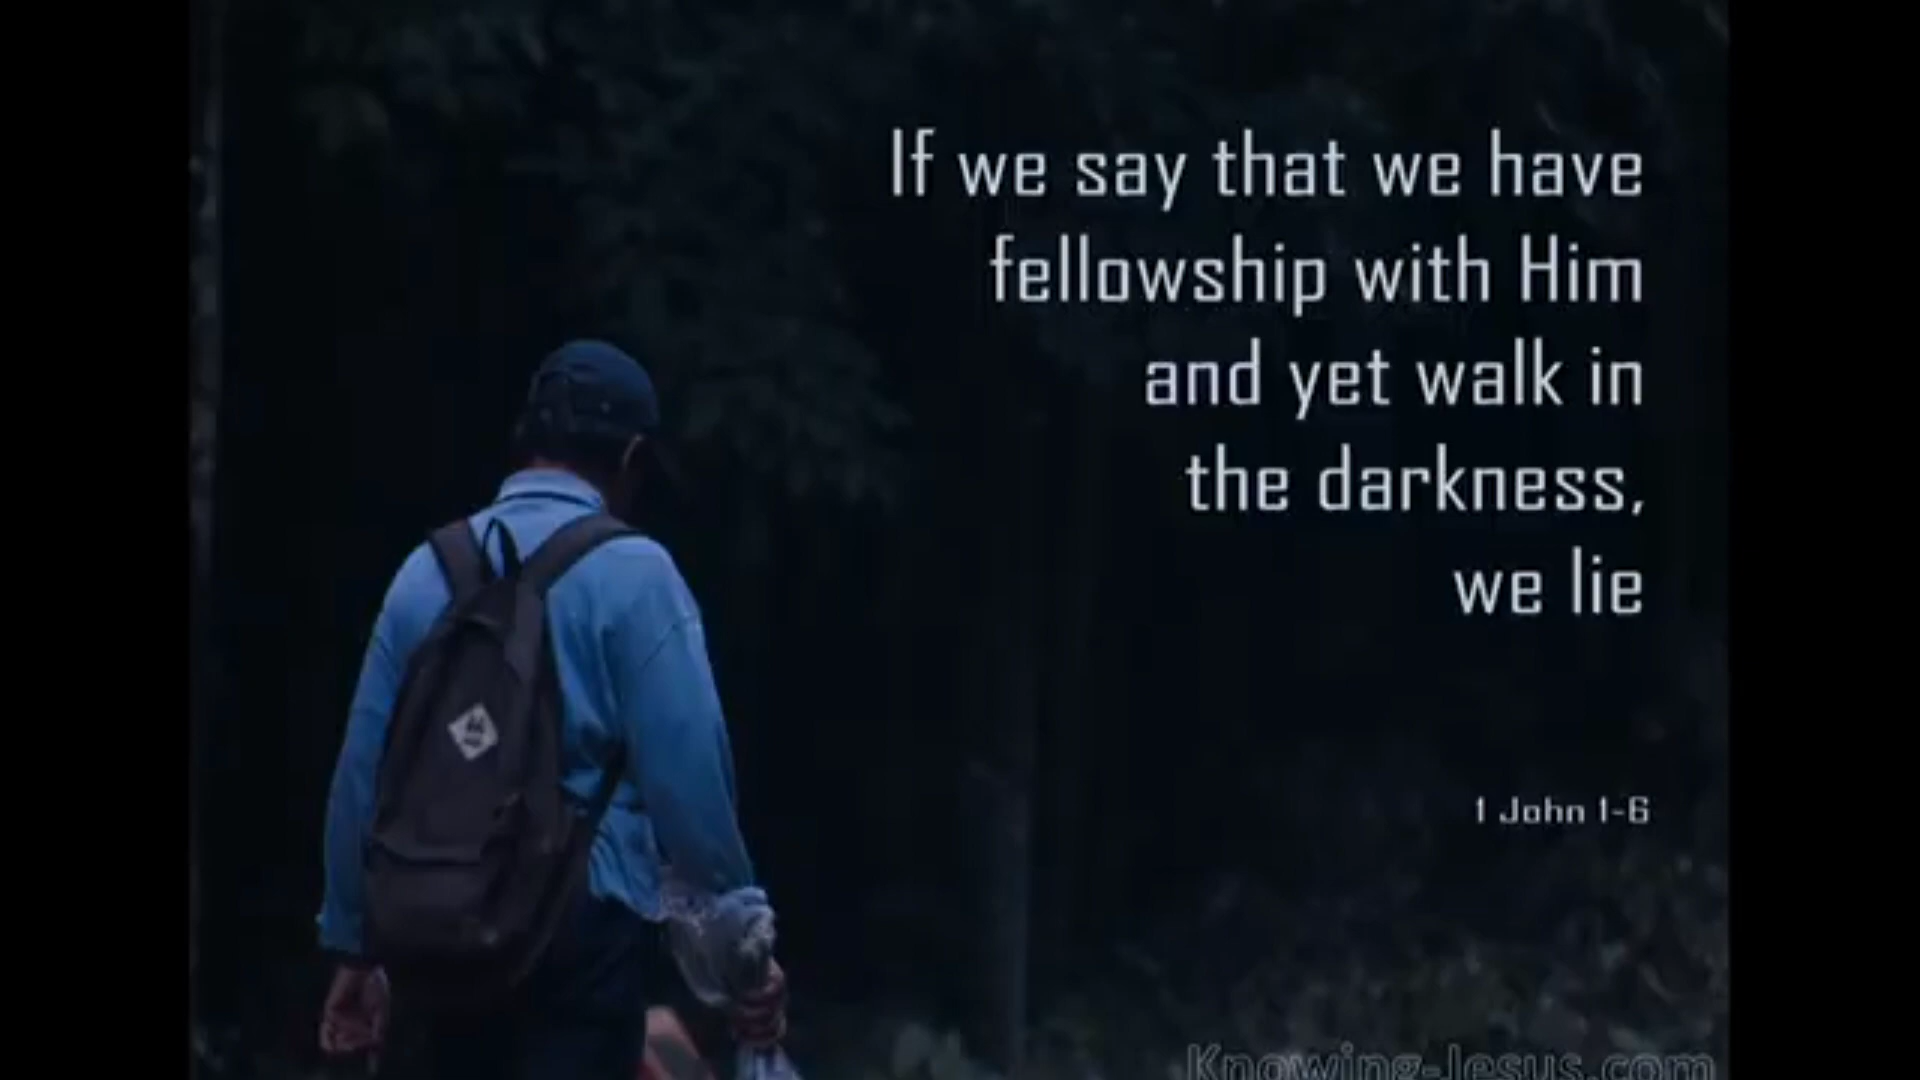 If we say that we have
fellowship with Him
and yet walk in
the darkness,
we lie
1 John 1-6
Knowing-Jesus.com